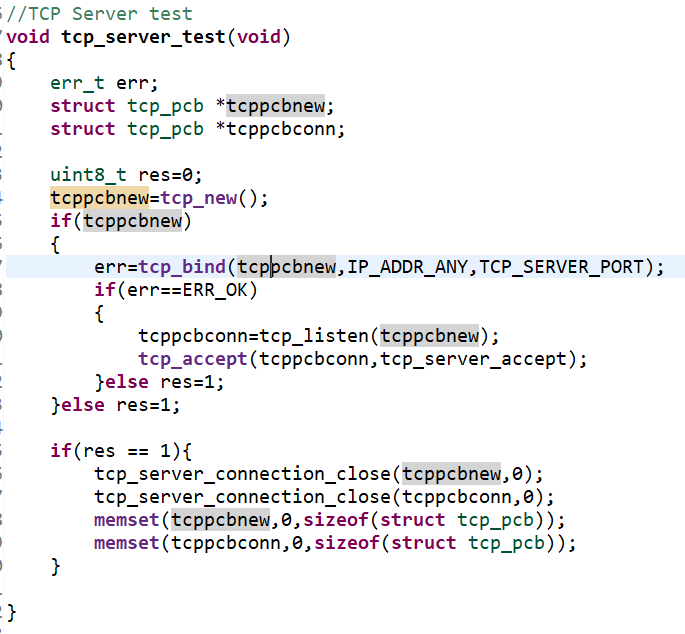 //TCP Server test
void tcp_server_test(void)
{
    err_t err;
    struct tcp_pcb *tcppcbnew;
    struct tcp_pcb *tcppcbconn;

    uint8_t res=0;
    tcppcbnew=tcp_new();
    if(tcppcbnew)
    {
        err=tcp_bind(tcppcbnew,IP_ADDR_ANY,TCP_SERVER_PORT);
        if(err==ERR_OK)
        {
            tcppcbconn=tcp_listen(tcppcbnew);
            tcp_accept(tcppcbconn,tcp_server_accept);
        }else res=1;
    }else res=1;

    if(res == 1){
        tcp_server_connection_close(tcppcbnew,0);
        tcp_server_connection_close(tcppcbconn,0);
        memset(tcppcbnew,0,sizeof(struct tcp_pcb));
        memset(tcppcbconn,0,sizeof(struct tcp_pcb));
    }

}